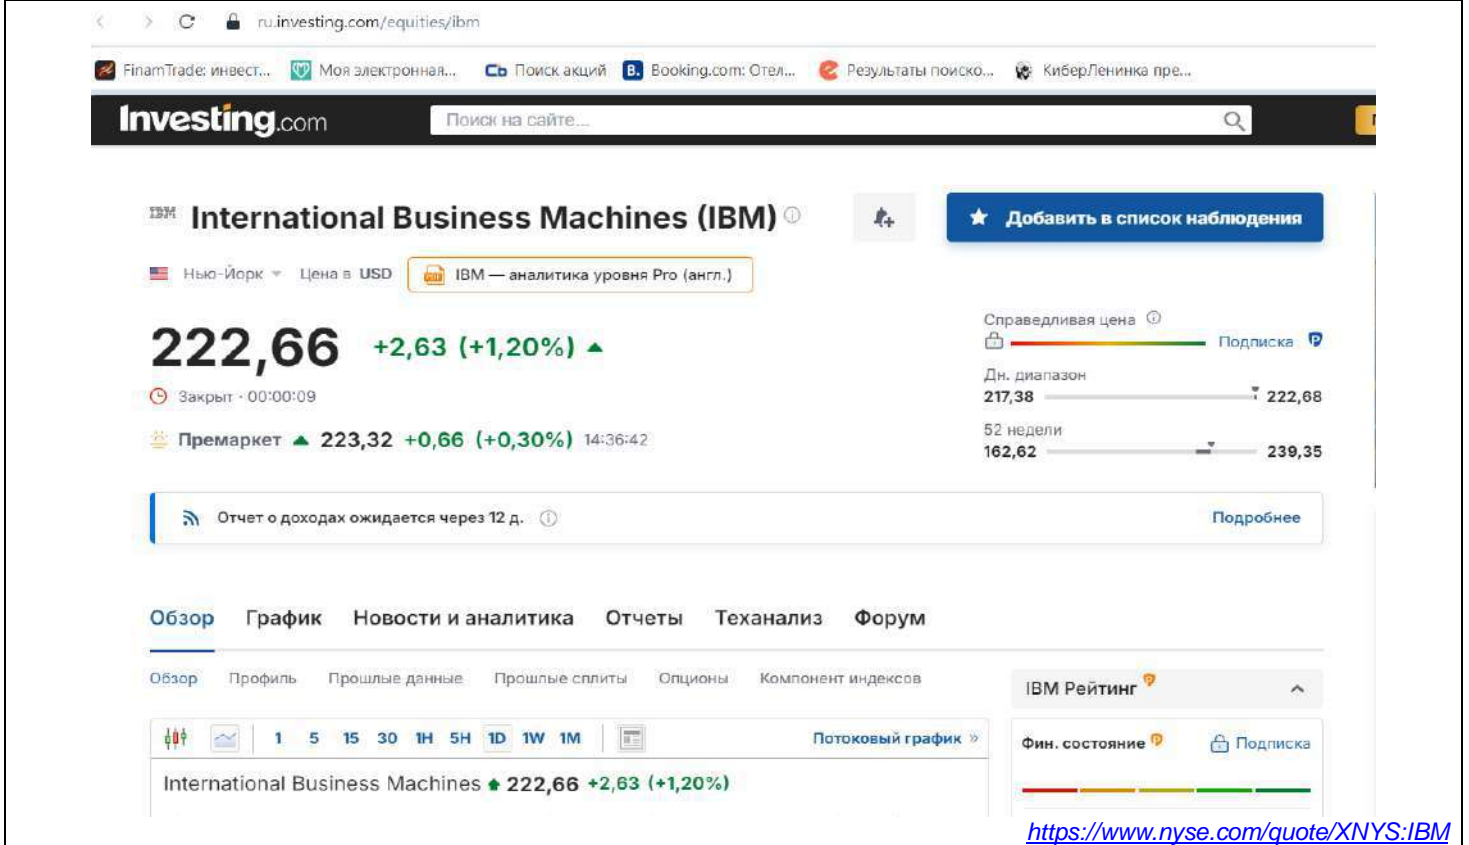 ru.investing.com/equities/ibm
FinamTrade: инвест... Моя электронная... Сb Поиск акций B. Booking.com: Отел... Результаты поиско... КиберЛенинка пре...
Investing.com Поиск на сайте...
IBM International Business Machines (IBM) Добавить в список наблюдения
Нью-Йорк Цена в USD IBM — аналитика уровня Pro (англ.)
222,66 +2,63 (+1,20%)
Закрыт · 00:00:09
Премаркет 223,32 +0,66 (+0,30%) 14:36:42
Справедливая цена
Подписка
Дн. диапазон
217,38 222,68
52 недели
162,62 239,35
Отчет о доходах ожидается через 12 д. Подробнее
Обзор График Новости и аналитика Отчеты Теханализ Форум
Обзор Профиль Прошлые данные Прошлые сплиты Опционы Компонент индексов
IBM Рейтинг
1 5 15 30 1H 5H 1D 1W 1M Потоковый график »
Фин. состояние Подписка
International Business Machines 222,66 +2,63 (+1,20%)
https://www.nyse.com/quote/XNYS:IBM